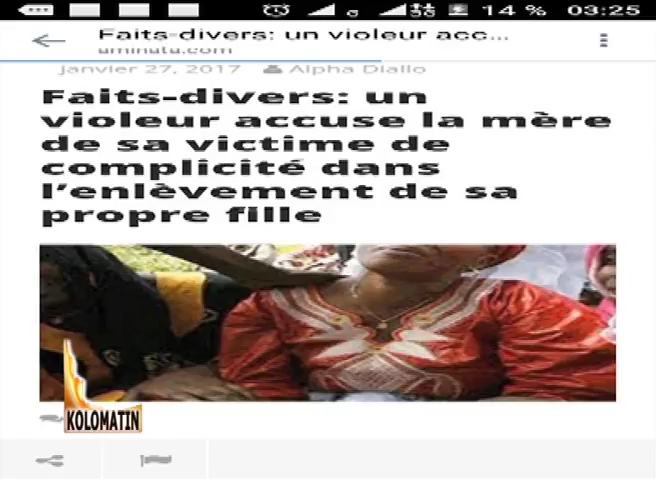 14 % 03:25
Faits-divers: un violeur acc...
uminutu.com
janvier 27, 2017 Alpha Diallo
Faits-divers: un
violeur accuse la mère
de sa victime de
complicité dans
l'enlèvement de sa
propre fille
KOLOMATIN